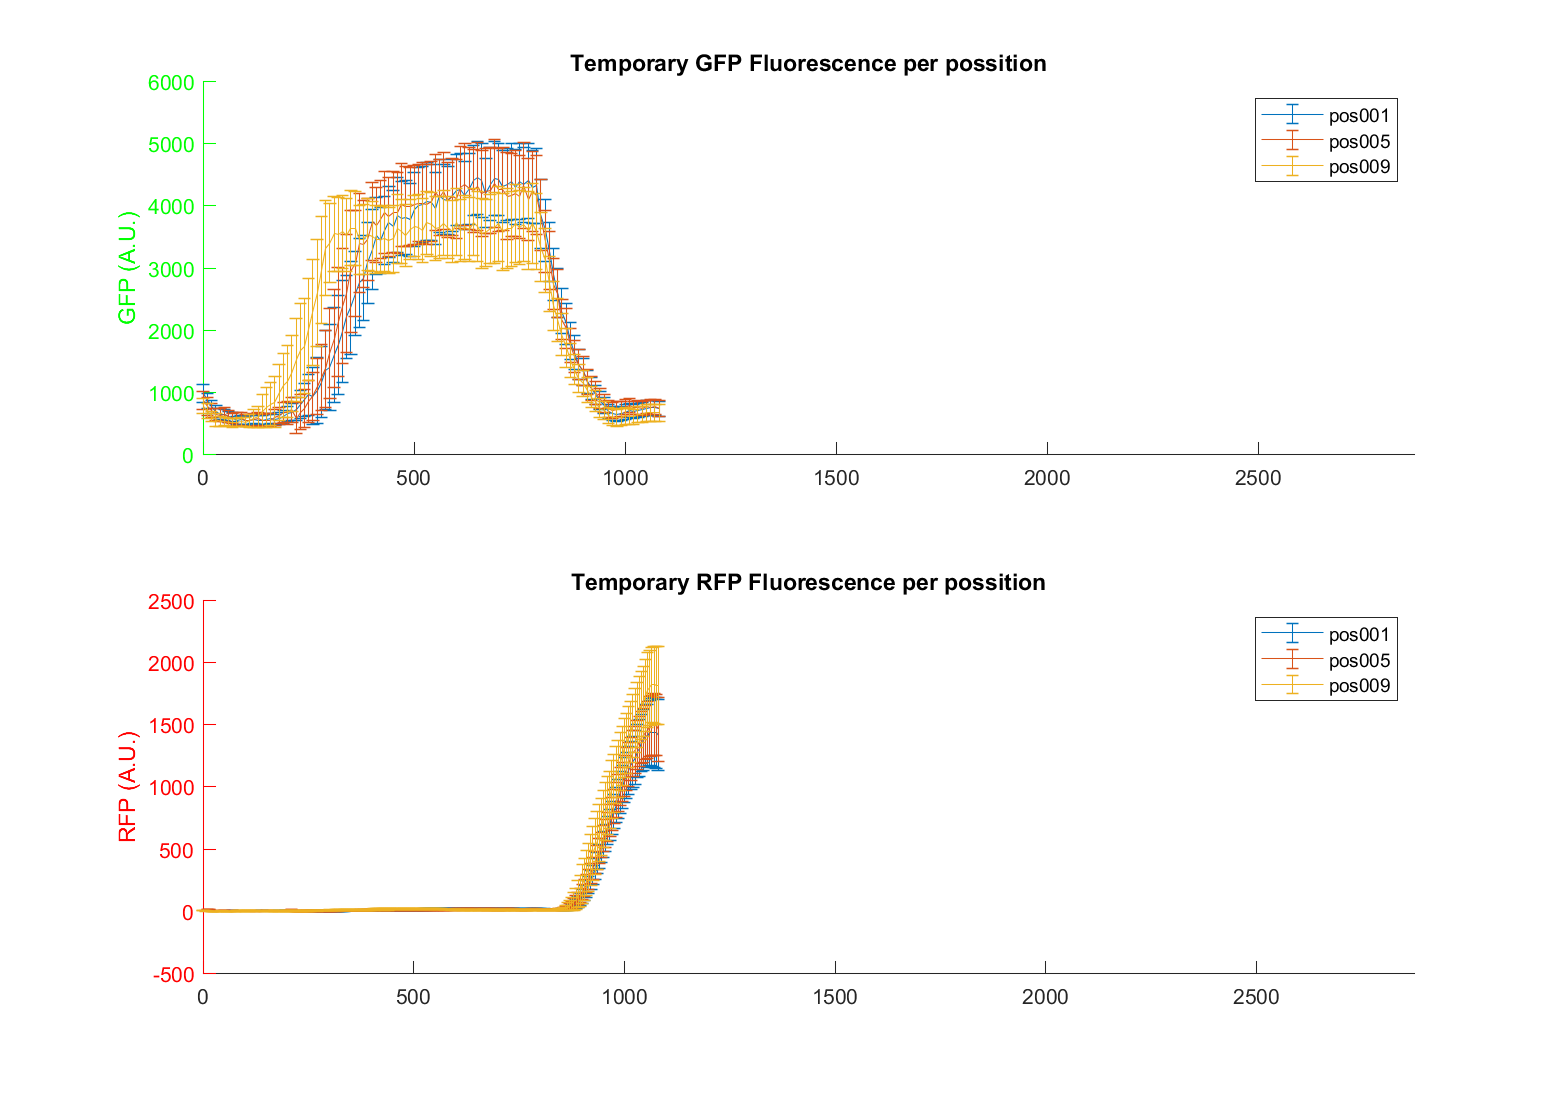 Temporary GFP Fluorescence per possition
6000
5000
4000
3000
2000
1000
0
GFP (A.U.)
0 500 1000 1500 2000 2500
pos001
pos005
pos009
Temporary RFP Fluorescence per possition
2500
2000
1500
1000
500
0
-500
RFP (A.U.)
0 500 1000 1500 2000 2500
pos001
pos005
pos009